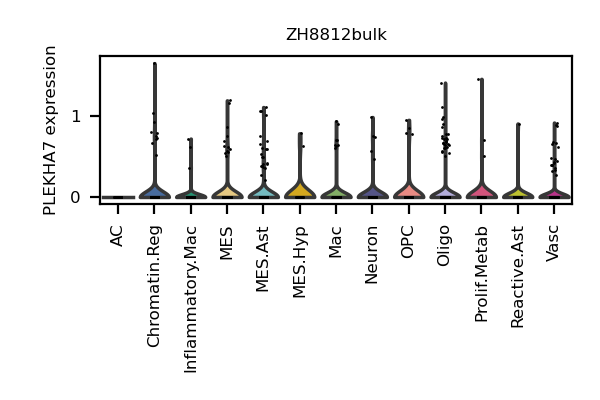 ZH8812bulk
PLEKHA7 expression
1
0
AC
Chromatin.Reg
Inflammatory.Mac
MES
MES.Ast
MES.Hyp
Mac
Neuron
OPC
Oligo
Prolif.Metab
Reactive.Ast
Vasc